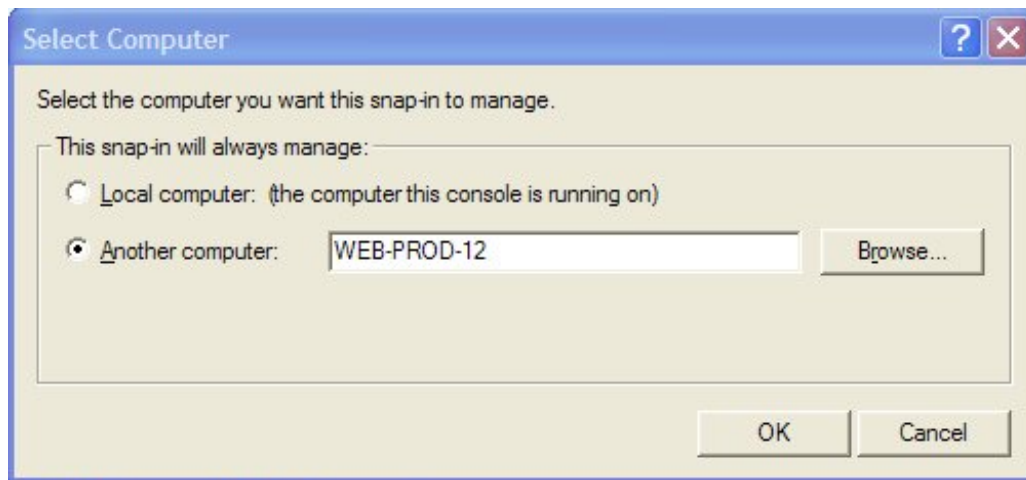 Select Computer
Select the computer you want this snap-in to manage.
This snap-in will always manage:
Local computer: (the computer this console is running on)
Another computer: WEB-PROD-12 Browse...
OK Cancel